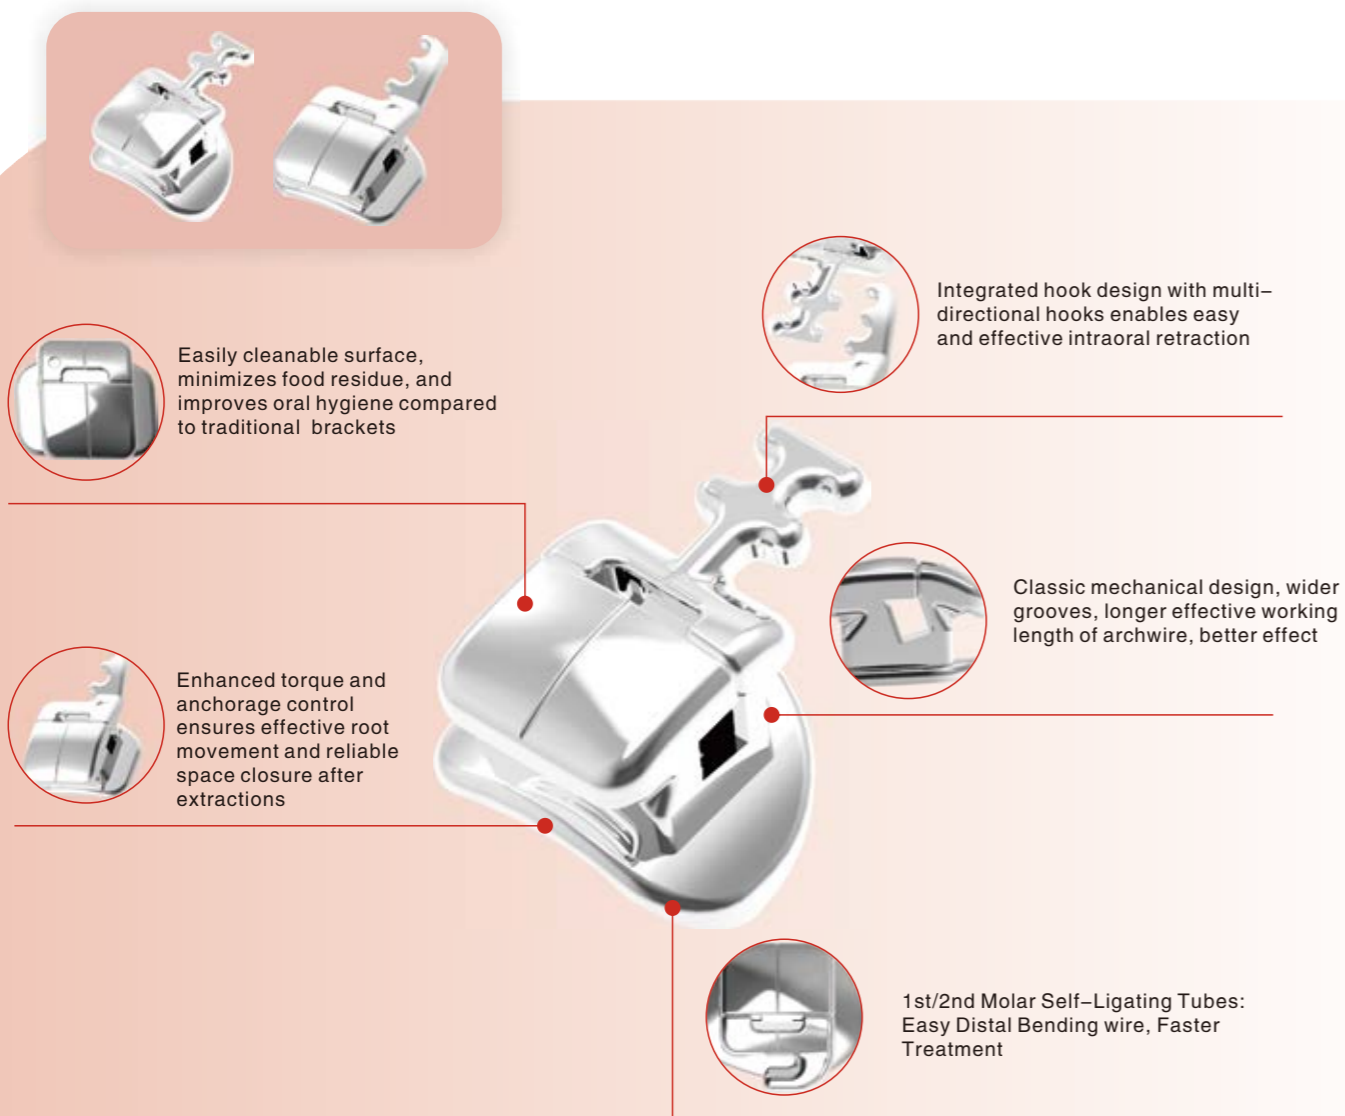 Integrated hook design with multi–
directional hooks enables easy
and effective intraoral retraction
Easily cleanable surface,
minimizes food residue, and
improves oral hygiene compared
to traditional brackets
Classic mechanical design, wider
grooves, longer effective working
length of archwire, better effect
Enhanced torque and
anchorage control
ensures effective root
movement and reliable
space closure after
extractions
1st/2nd Molar Self–Ligating Tubes:
Easy Distal Bending wire, Faster
Treatment